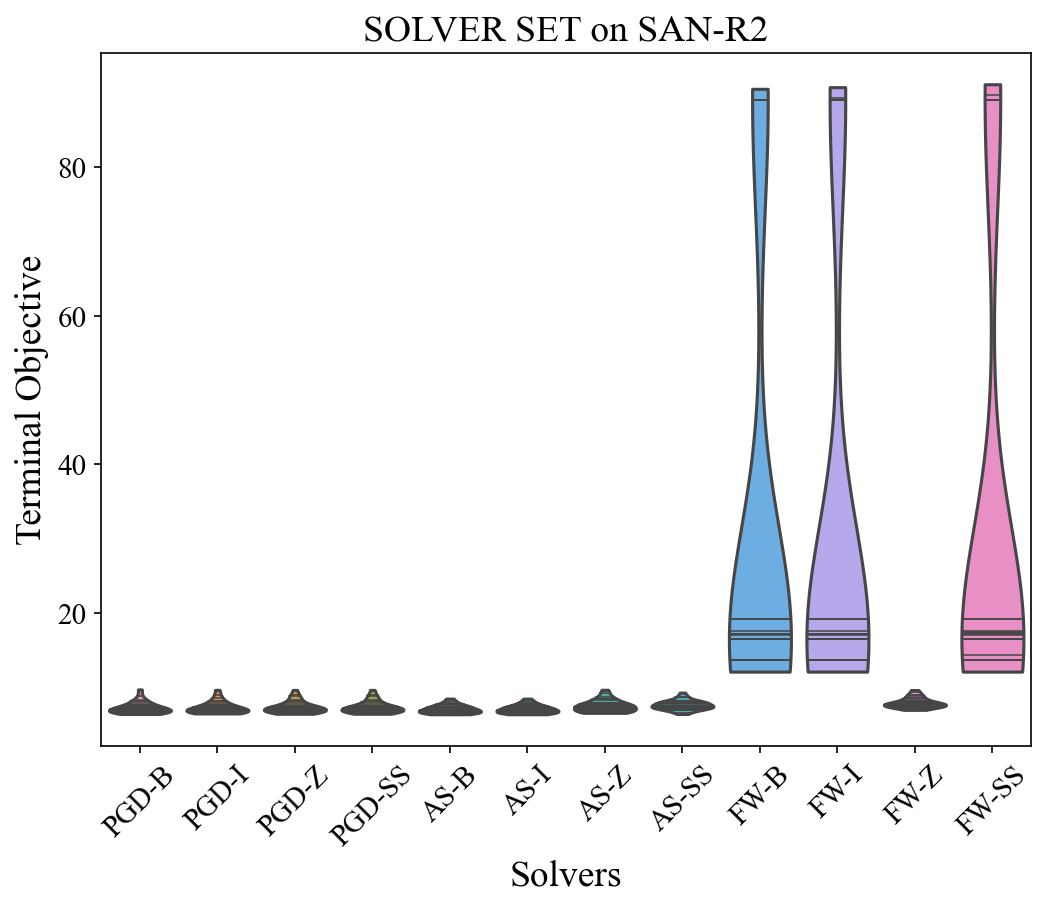 SOLVER SET on SAN-R2
Terminal Objective
80
60
40
20
PGD-B
PGD-I
PGD-Z
PGD-SS
AS-B
AS-I
AS-Z
AS-SS
FW-B
FW-I
FW-Z
FW-SS
Solvers